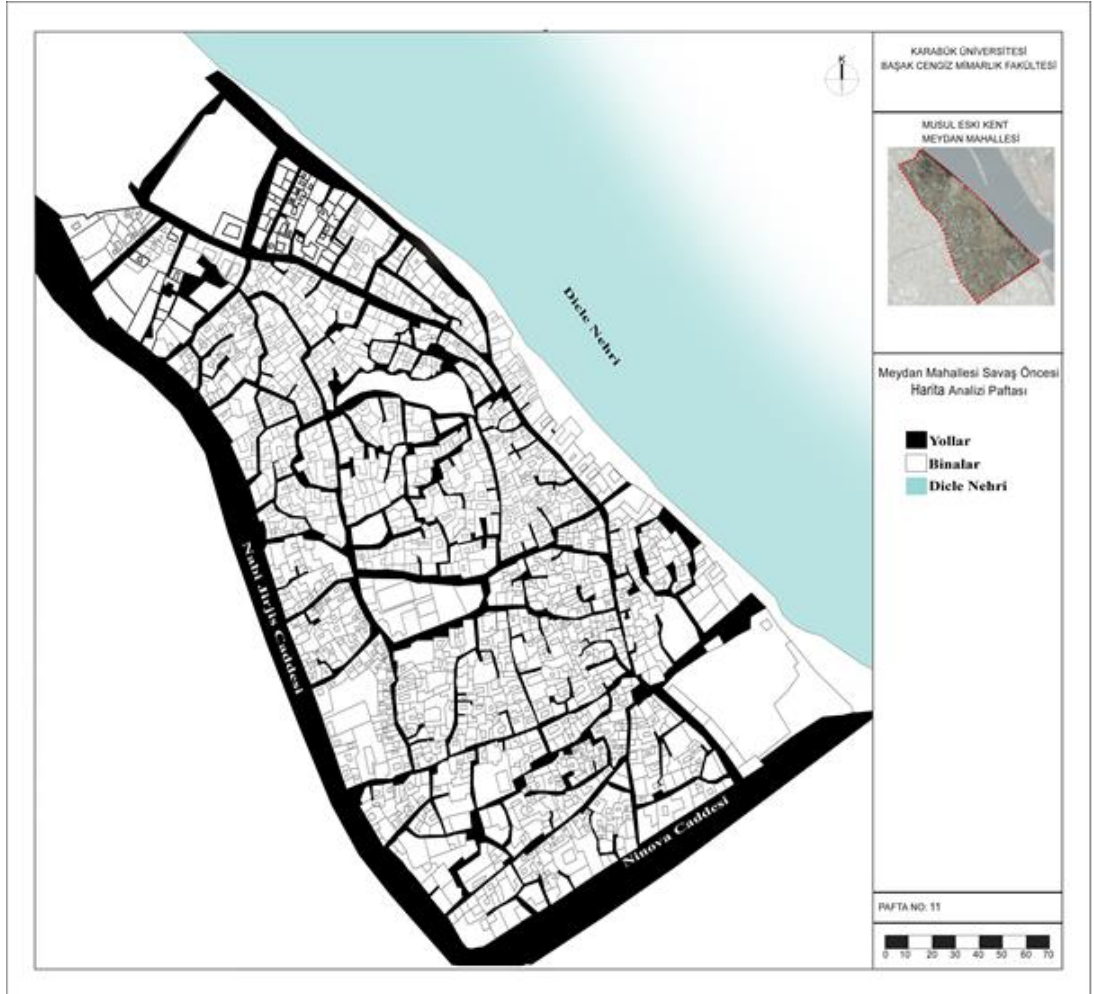 K
Dicle Nehri
Nabi Jirjis Caddesi
Ninova Caddesi
KARABÜK ÜNİVERSİTESİ
BAŞAK CENGİZ MİMARLIK FAKÜLTESİ
MUSUL ESKI KENT
MEYDAN MAHALLESİ
Meydan Mahallesi Savaş Öncesi
Harita Analizi Paftası
Yollar
Binalar
Dicle Nehri
PAFTA NO: 11
0 10 20 30 40 50 60 70